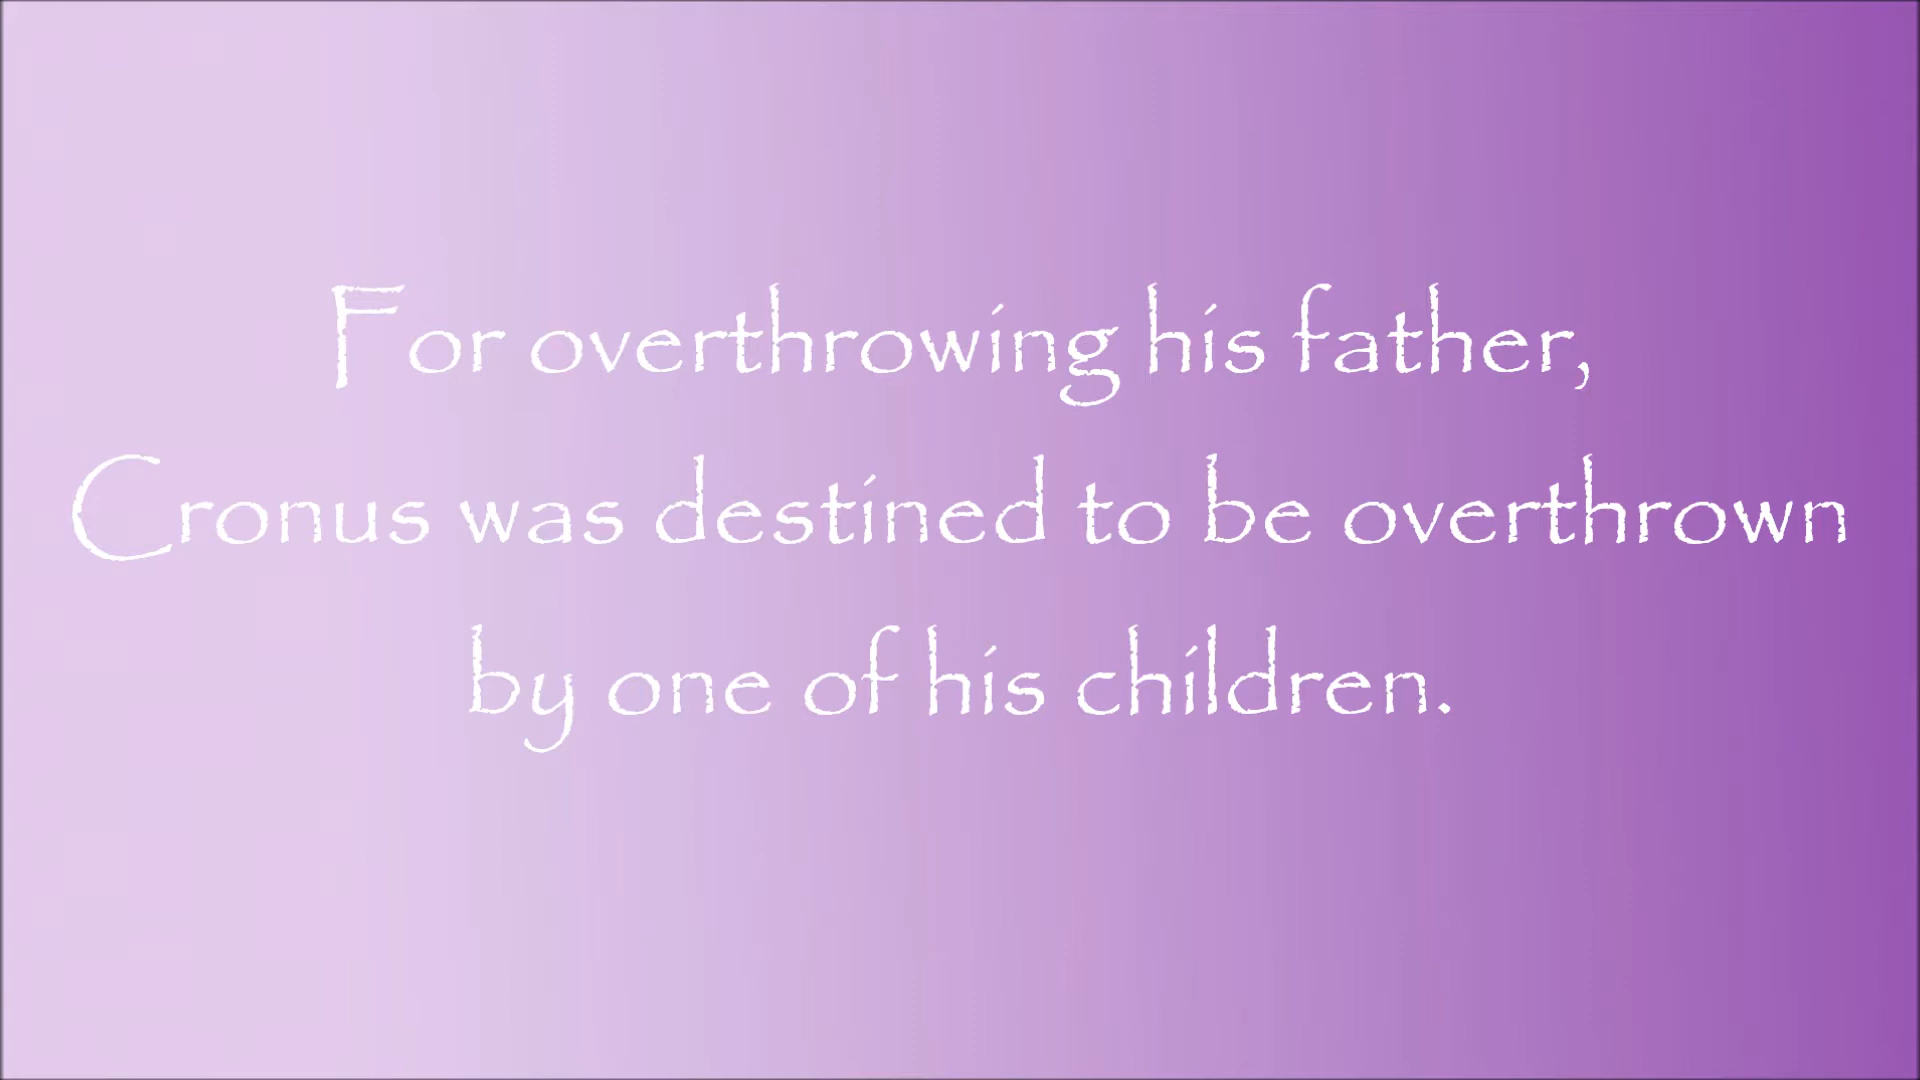 For overthrowing his father,
Cronus was destined to be overthrown
by one of his children.